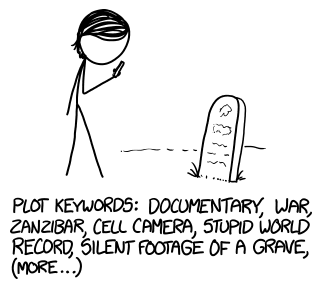 PLOT KEYWORDS: DOCUMENTARY, WAR,
ZANZIBAR, CELL CAMERA, STUPID WORLD
RECORD, SILENT FOOTAGE OF A GRAVE,
(MORE...)